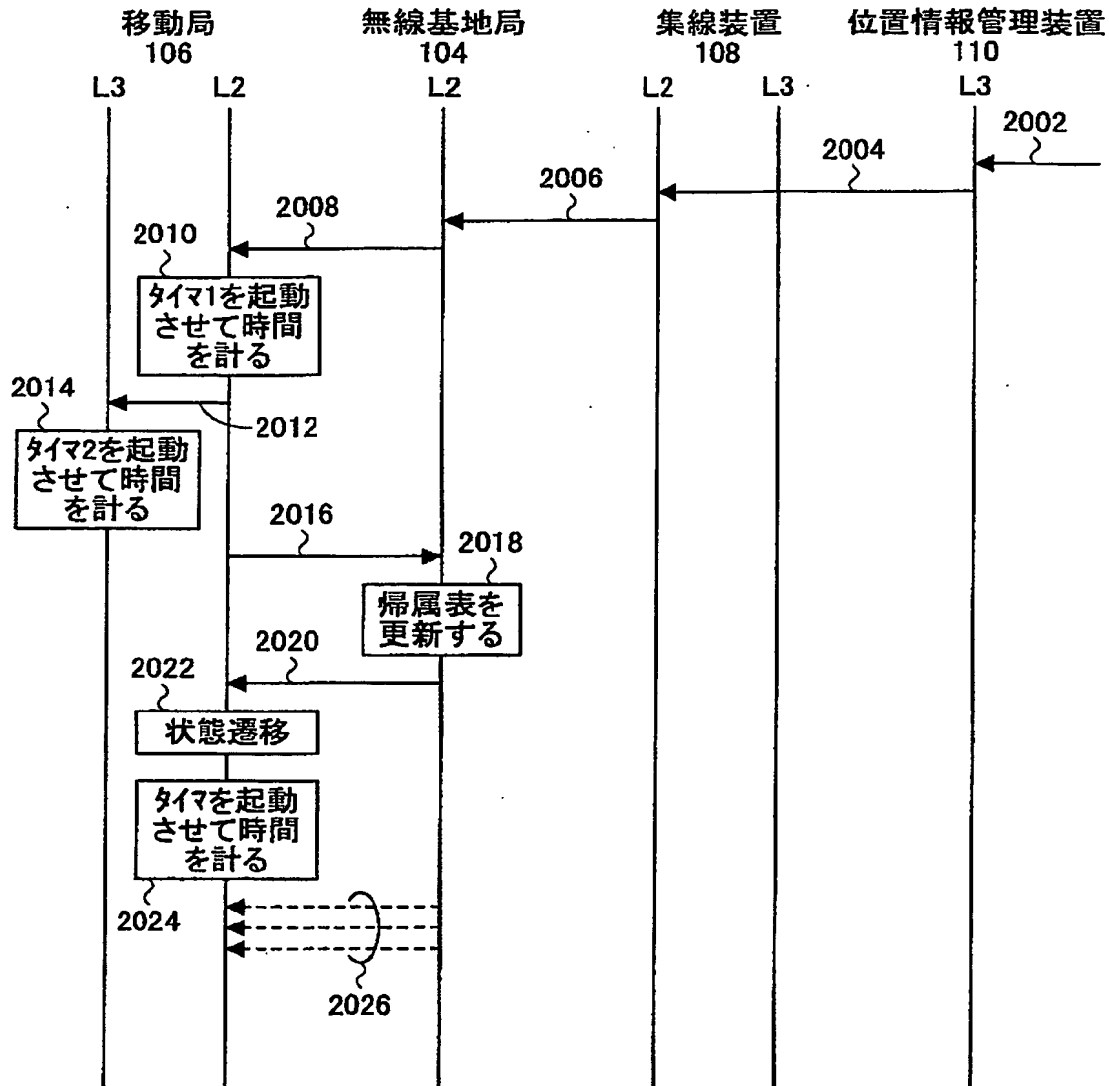 移動局 無線基地局 集線装置 位置情報管理装置
106 104 108 110
L3 L2 L2 L2 L3 L3
2002
2004
2006
2008
2010
タイマ1を起動
させて時間
を計る
2014
2012
タイマ2を起動
させて時間
を計る
2016
2018
帰属表を
更新する
2020
2022
状態遷移
タイマを起動
させて時間
を計る
2024
2026